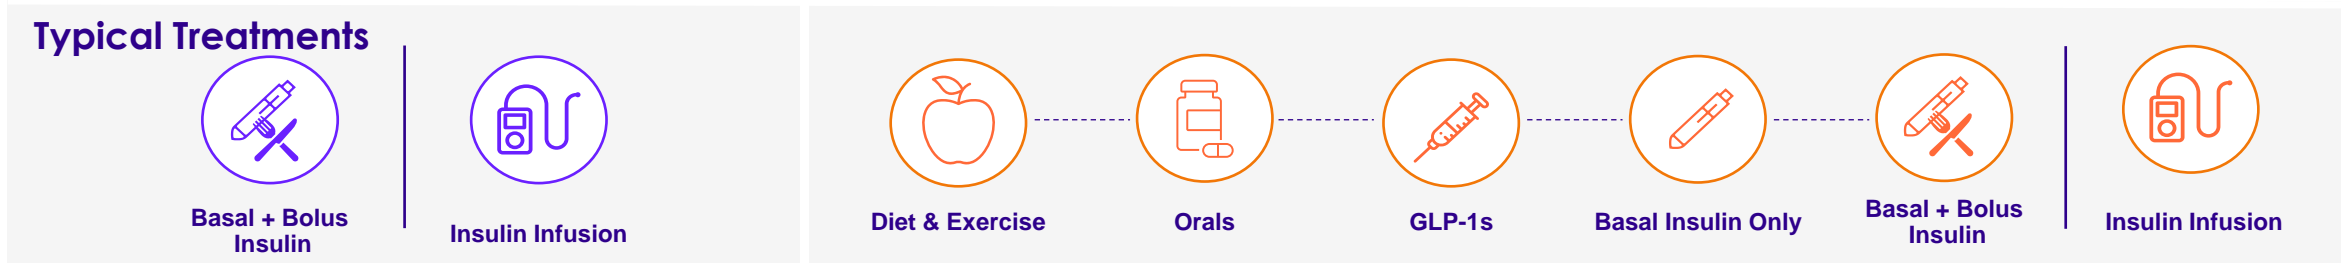 Typical Treatments
Basal + Bolus
Insulin
Insulin Infusion
Diet & Exercise
Orals
GLP-1s
Basal Insulin Only
Basal + Bolus
Insulin
Insulin Infusion